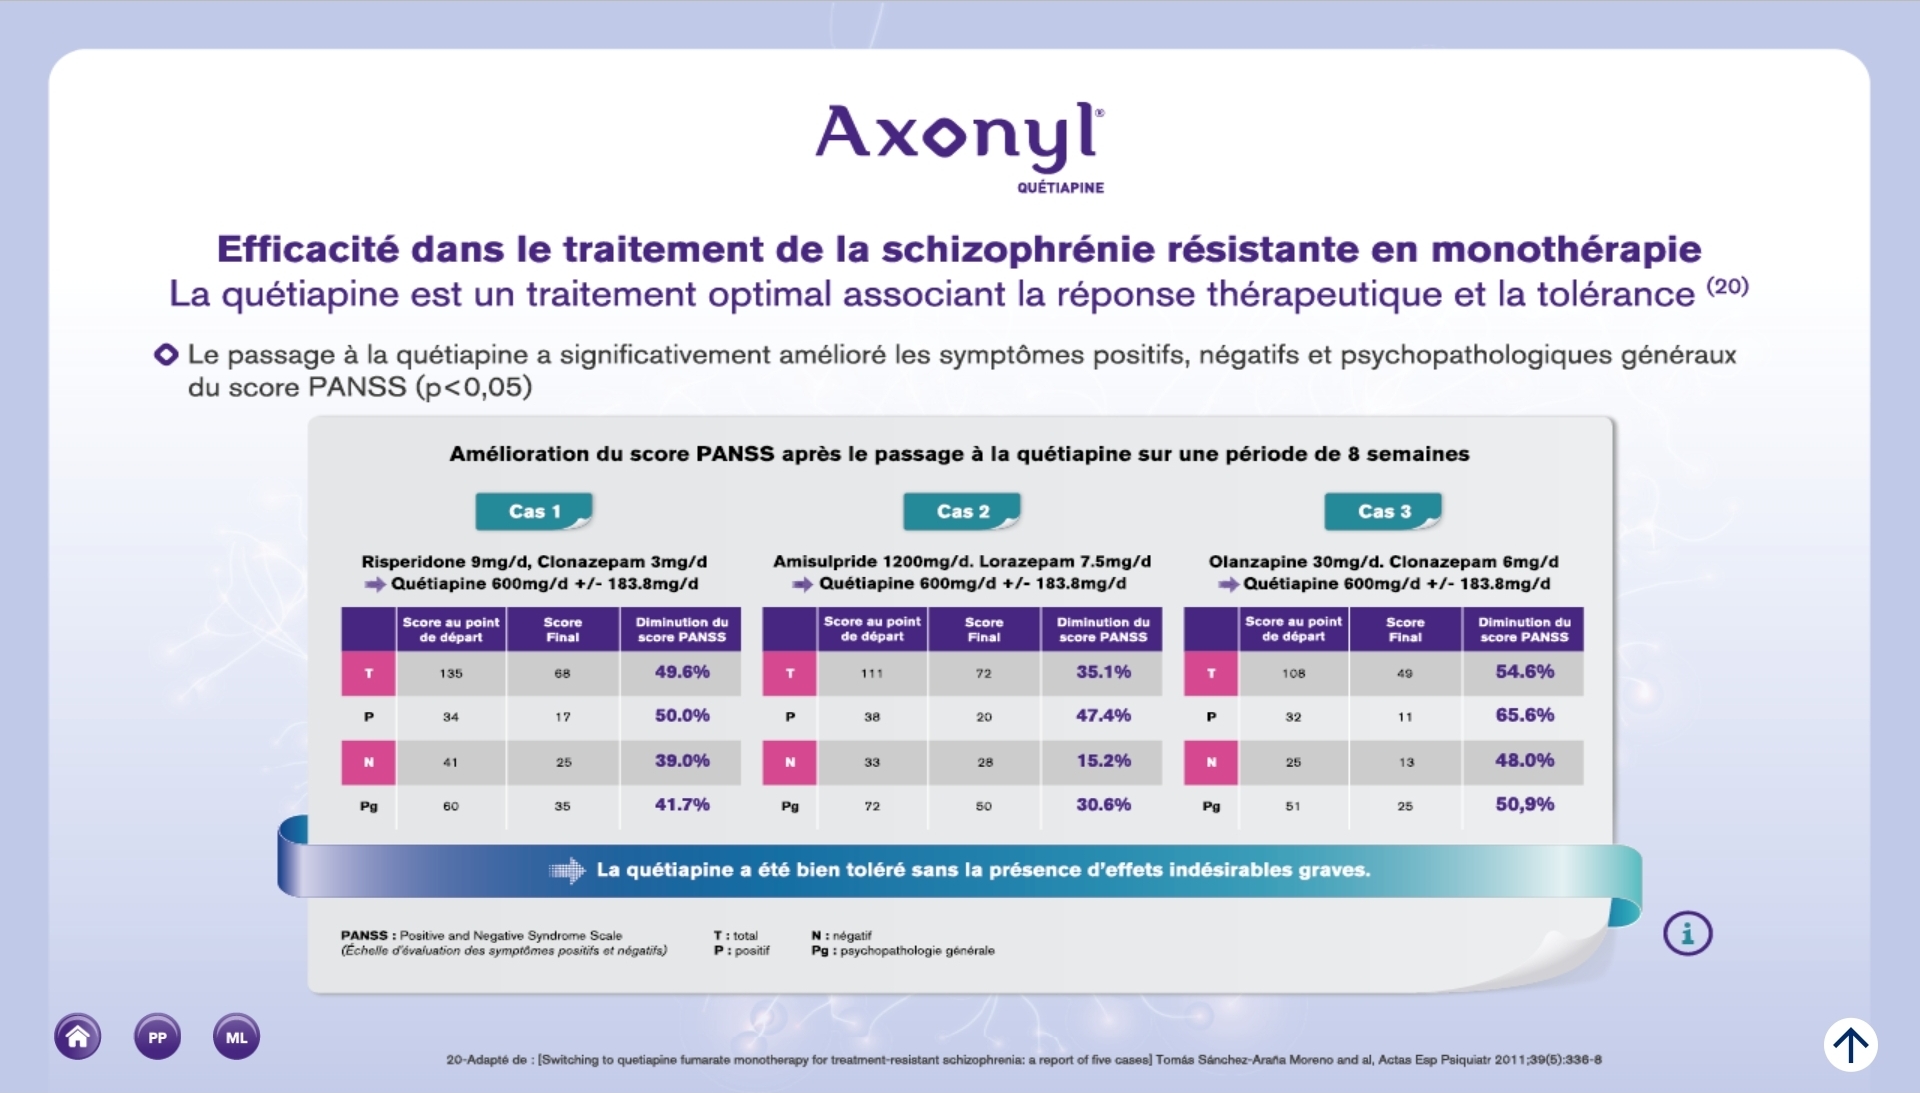 Axonyl®
QUÉTIAPINE
Efficacité dans le traitement de la schizophrénie résistante en monothérapie
La quétiapine est un traitement optimal associant la réponse thérapeutique et la tolérance (20)
Le passage à la quétiapine a significativement amélioré les symptômes positifs, négatifs et psychopathologiques généraux
du score PANSS (p<0,05)
Amélioration du score PANSS après le passage à la quétiapine sur une période de 8 semaines
Cas 1
Risperidone 9mg/d, Clonazepam 3mg/d
Quétiapine 600mg/d +/- 183.8mg/d
Score au point de départ Score Final Diminution du score PANSS
T 135 68 49.6%
P 34 17 50.0%
N 41 25 39.0%
Pg 60 35 41.7%
Cas 2
Amisulpride 1200mg/d. Lorazepam 7.5mg/d
Quétiapine 600mg/d +/- 183.8mg/d
Score au point de départ Score Final Diminution du score PANSS
T 111 72 35.1%
P 38 20 47.4%
N 33 28 15.2%
Pg 72 50 30.6%
Cas 3
Olanzapine 30mg/d. Clonazepam 6mg/d
Quétiapine 600mg/d +/- 183.8mg/d
Score au point de départ Score Final Diminution du score PANSS
T 108 49 54.6%
P 32 11 65.6%
N 25 13 48.0%
Pg 51 25 50,9%
La quétiapine a été bien toléré sans la présence d'effets indésirables graves.
PANSS : Positive and Negative Syndrome Scale
(Échelle d'évaluation des symptômes positifs et négatifs)
T : total
P : positif
N : négatif
Pg : psychopathologie générale
i
PP
ML
20-Adapté de : [Switching to quetiapine fumarate monotherapy for treatment-resistant schizophrenia: a report of five cases] Tomás Sánchez-Araña Moreno and al, Actas Esp Psiquiatr 2011;39(5):336-8